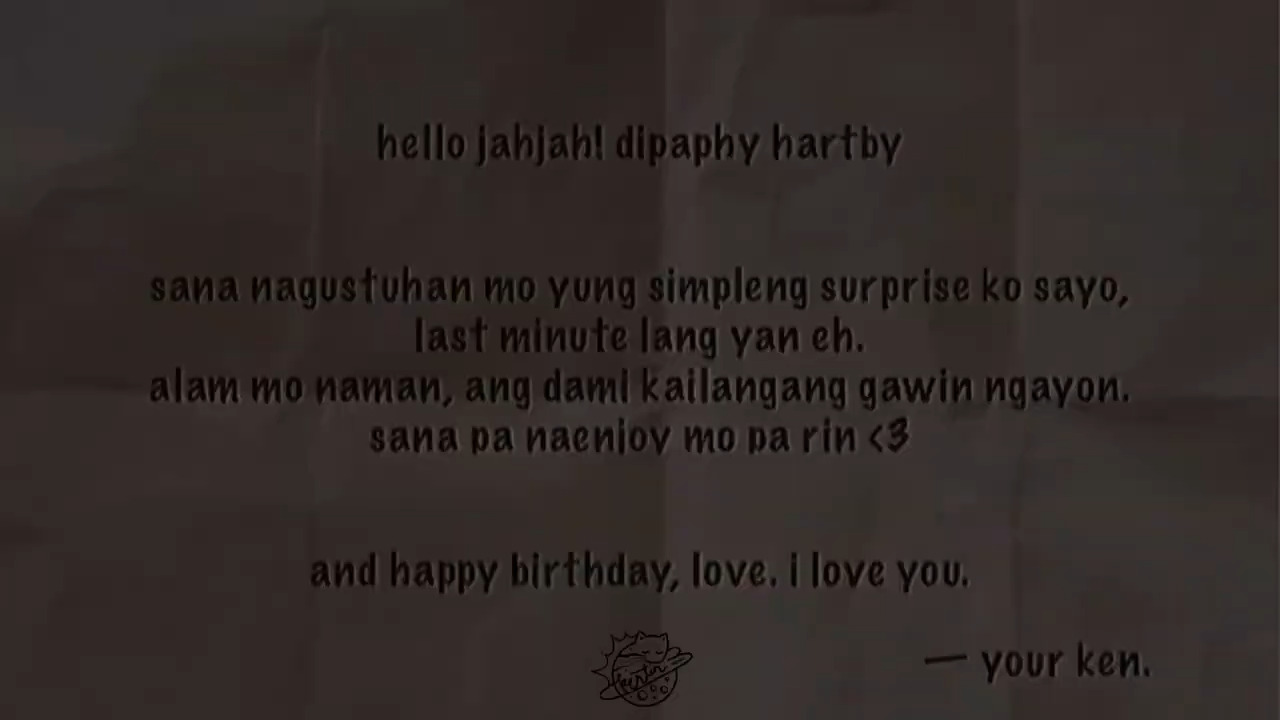 hello jahjah! dipaphy hartby
sana nagustuhan mo yung simpleng surprise ko sayo,
last minute lang yan eh.
alam mo naman, ang dami kailangang gawin ngayon.
sana pa naenjoy mo pa rin <3
and happy birthday, love. i love you.
— your ken.